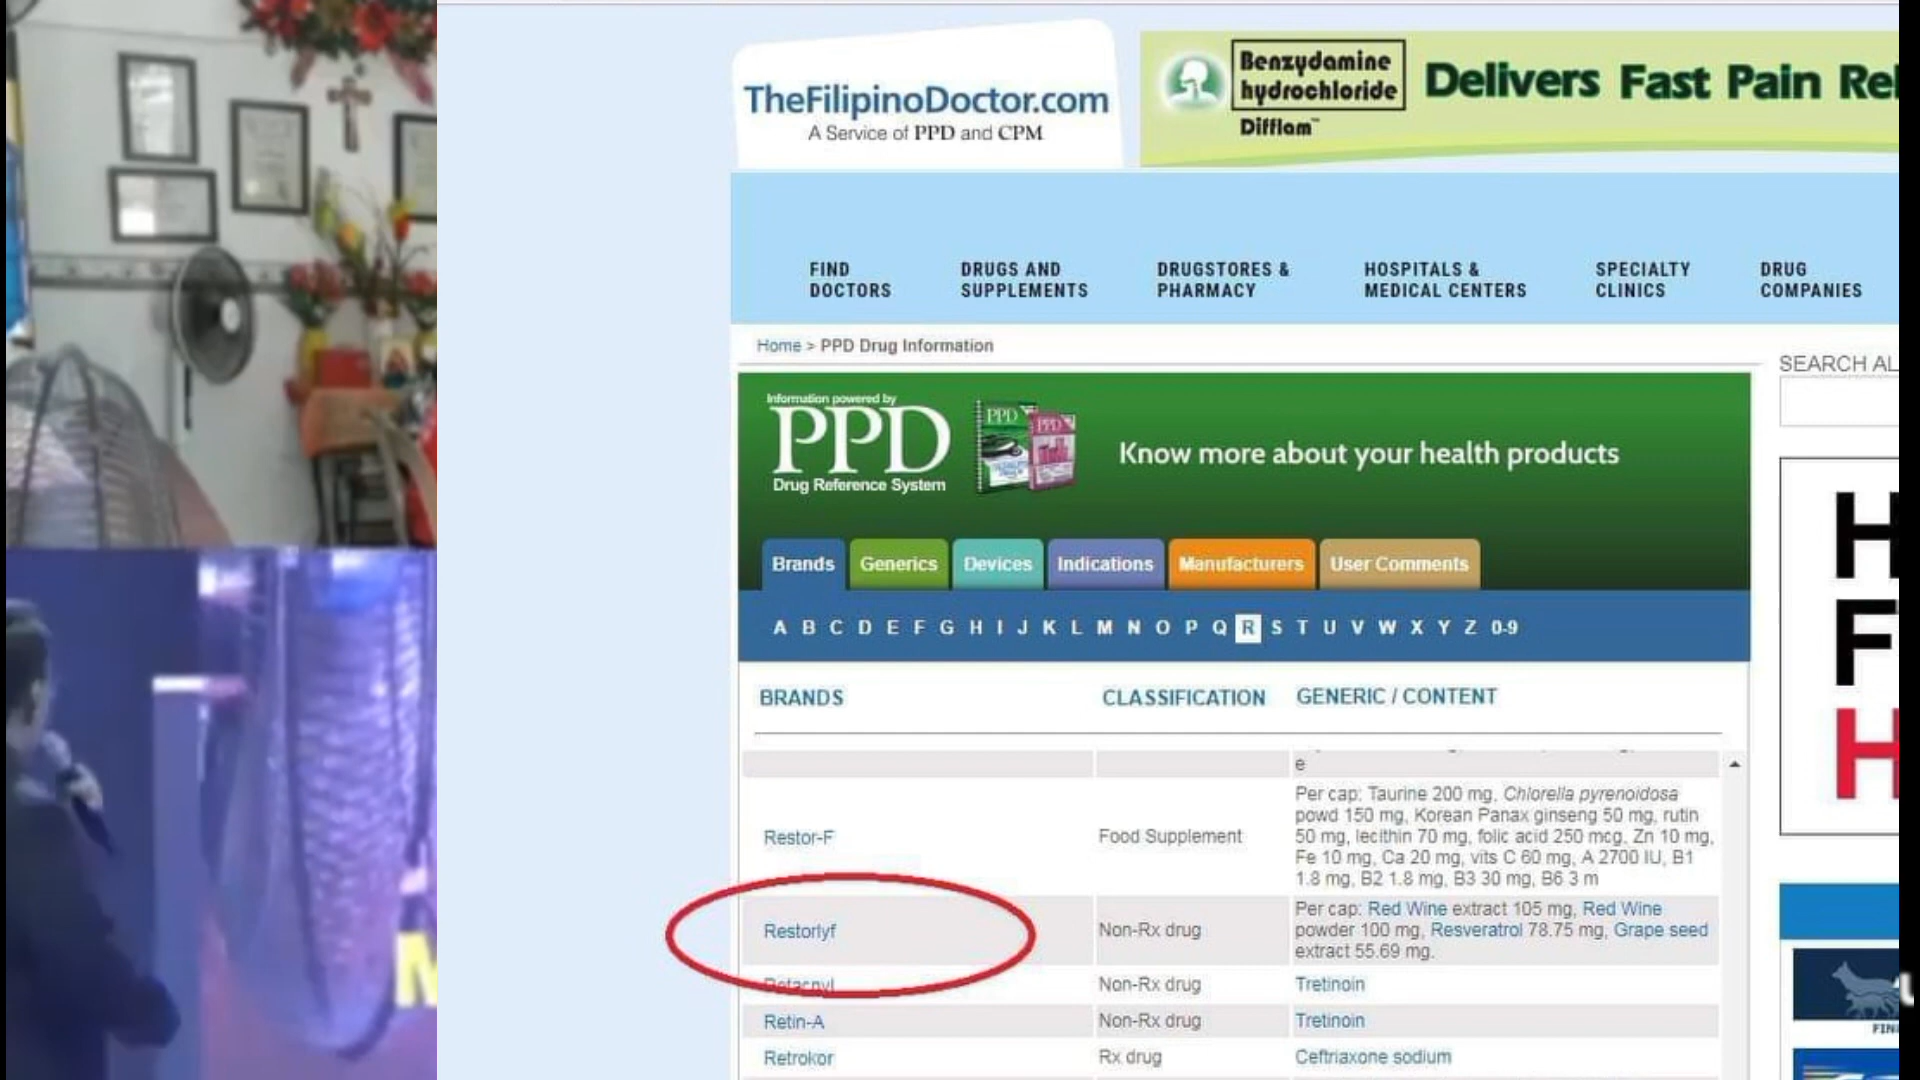 TheFilipinoDoctor.com
A Service of PPD and CPM
Benzydamine
hydrochloride
Difflam™
Delivers Fast Pain Rel
FIND
DOCTORS
DRUGS AND
SUPPLEMENTS
DRUGSTORES &
PHARMACY
HOSPITALS &
MEDICAL CENTERS
SPECIALTY
CLINICS
DRUG
COMPANIES
Home > PPD Drug Information
SEARCH AL
Information powered by
PPD
Drug Reference System
PPD
PPD
Know more about your health products
Brands Generics Devices Indications Manufacturers User Comments
A B C D E F G H I J K L M N O P Q R S T U V W X Y Z 0-9
BRANDS CLASSIFICATION GENERIC / CONTENT
e
Restor-F
Food Supplement
Per cap: Taurine 200 mg, Chlorella pyrenoidosa
powd 150 mg, Korean Panax ginseng 50 mg, rutin
50 mg, lecithin 70 mg, folic acid 250 mcg, Zn 10 mg,
Fe 10 mg, Ca 20 mg, vits C 60 mg, A 2700 IU, B1
1.8 mg, B2 1.8 mg, B3 30 mg, B6 3 m
Restorlyf
Non-Rx drug
Per cap: Red Wine extract 105 mg, Red Wine
powder 100 mg, Resveratrol 78.75 mg, Grape seed
extract 55.69 mg.
Retacnyl Non-Rx drug Tretinoin
Retin-A Non-Rx drug Tretinoin
Retrokor Rx drug Ceftriaxone sodium
H
F
H
FIN
M